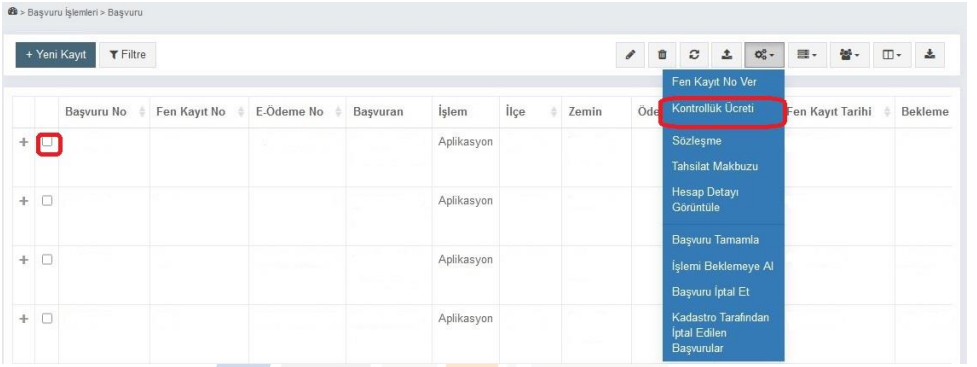 > Başvuru İşlemleri > Başvuru
+ Yeni Kayıt Filtre
Fen Kayıt No Ver
Kontrollük Ücreti
Sözleşme
Tahsilat Makbuzu
Hesap Detayı
Görüntüle
Başvuru Tamamla
İşlemi Beklemeye Al
Başvuru İptal Et
Kadastro Tarafından
İptal Edilen
Başvurular
Başvuru No Fen Kayıt No E-Ödeme No Başvuran İşlem İlçe Zemin Öde Fen Kayıt Tarihi Bekleme
+ Aplikasyon
+ Aplikasyon
+ Aplikasyon
+ Aplikasyon